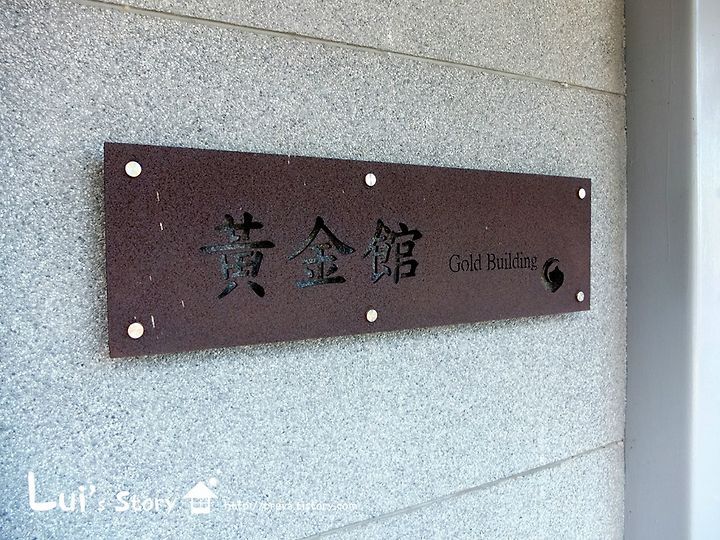 黃金館 Gold Building
Lui's Story